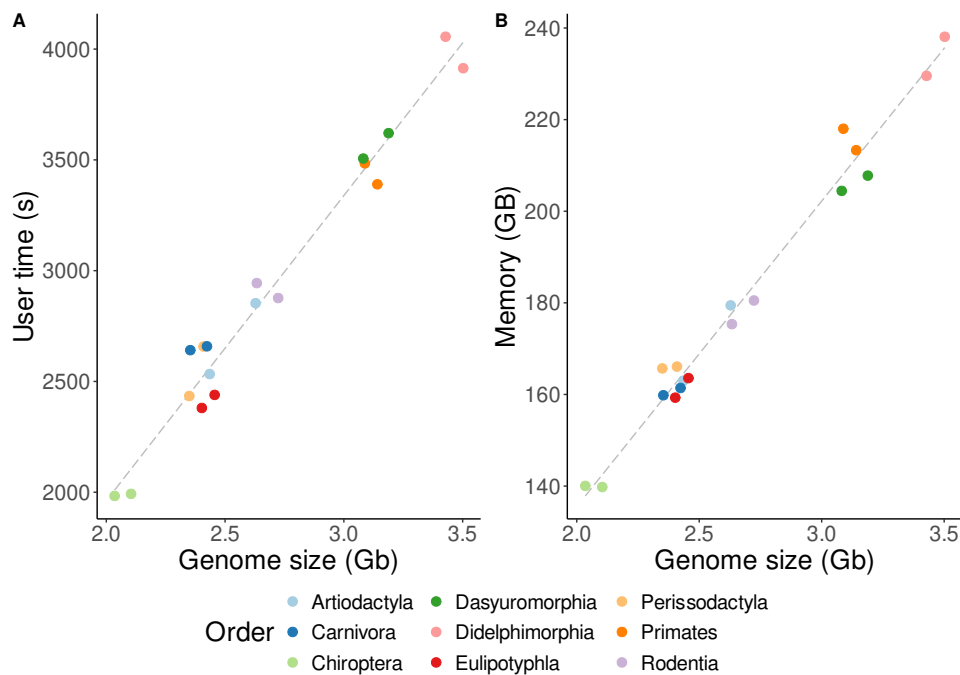 A
B
User time (s)
4000
3500
3000
2500
2000
2.0
2.5
3.0
3.5
Genome size (Gb)
Memory (GB)
240
220
200
180
160
140
2.0
2.5
3.0
3.5
Genome size (Gb)
Order
Artiodactyla
Carnivora
Chiroptera
Dasyuromorphia
Didelphimorphia
Eulipotyphla
Perissodactyla
Primates
Rodentia